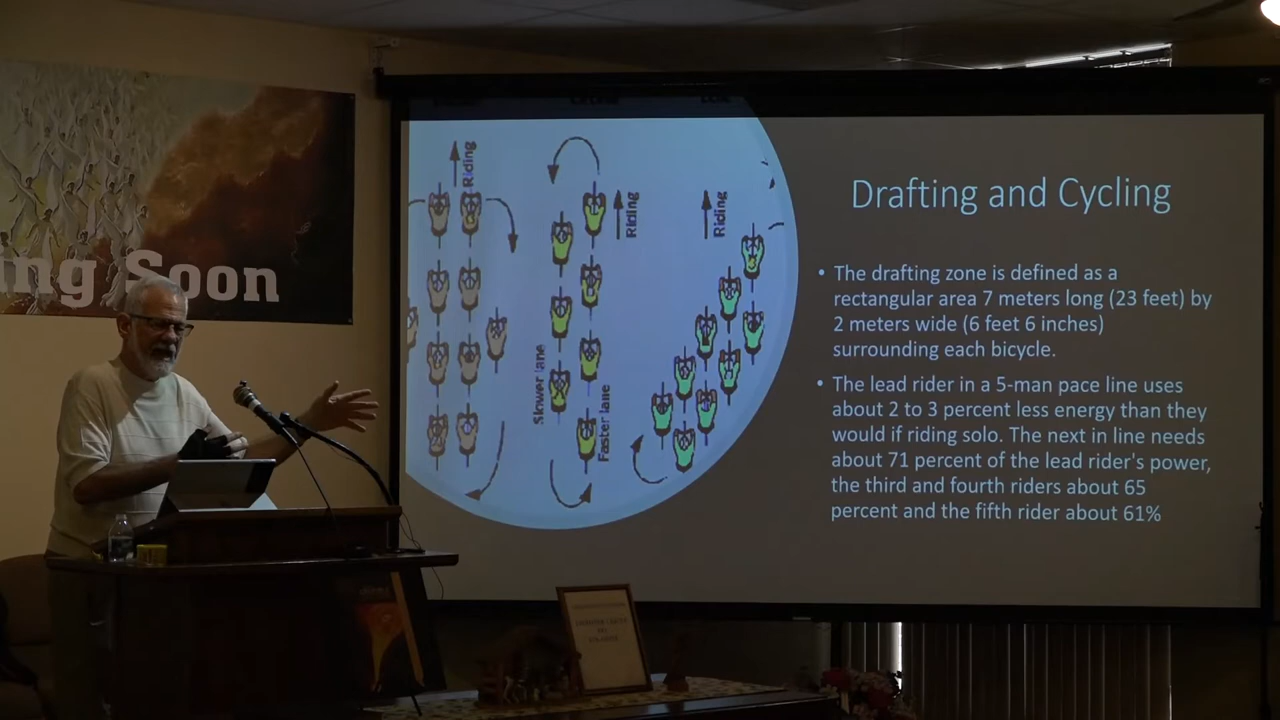 ing Soon
Riding
Riding
Riding
Slower lane
Faster lane
Drafting and Cycling
• The drafting zone is defined as a
rectangular area 7 meters long (23 feet) by
2 meters wide (6 feet 6 inches)
surrounding each bicycle.
• The lead rider in a 5-man pace line uses
about 2 to 3 percent less energy than they
would if riding solo. The next in line needs
about 71 percent of the lead rider's power,
the third and fourth riders about 65
percent and the fifth rider about 61%